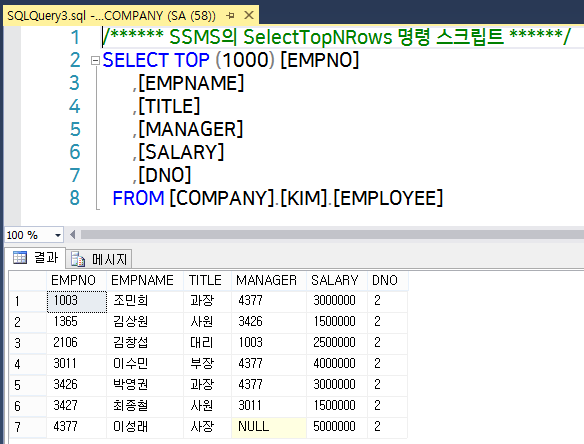 SQLQuery3.sql -...COMPANY (SA (58))
1 /****** SSMS의 SelectTopNRows 명령 스크립트 ******/
2 SELECT TOP (1000) [EMPNO]
3 ,[EMPNAME]
4 ,[TITLE]
5 ,[MANAGER]
6 ,[SALARY]
7 ,[DNO]
8 FROM [COMPANY].[KIM].[EMPLOYEE]
100 %
결과 메시지
EMPNO EMPNAME TITLE MANAGER SALARY DNO
1 1003 조민희 과장 4377 3000000 2
2 1365 김상원 사원 3426 1500000 2
3 2106 김창섭 대리 1003 2500000 2
4 3011 이수민 부장 4377 4000000 2
5 3426 박영권 과장 4377 3000000 2
6 3427 최종철 사원 3011 1500000 2
7 4377 이성래 사장 NULL 5000000 2